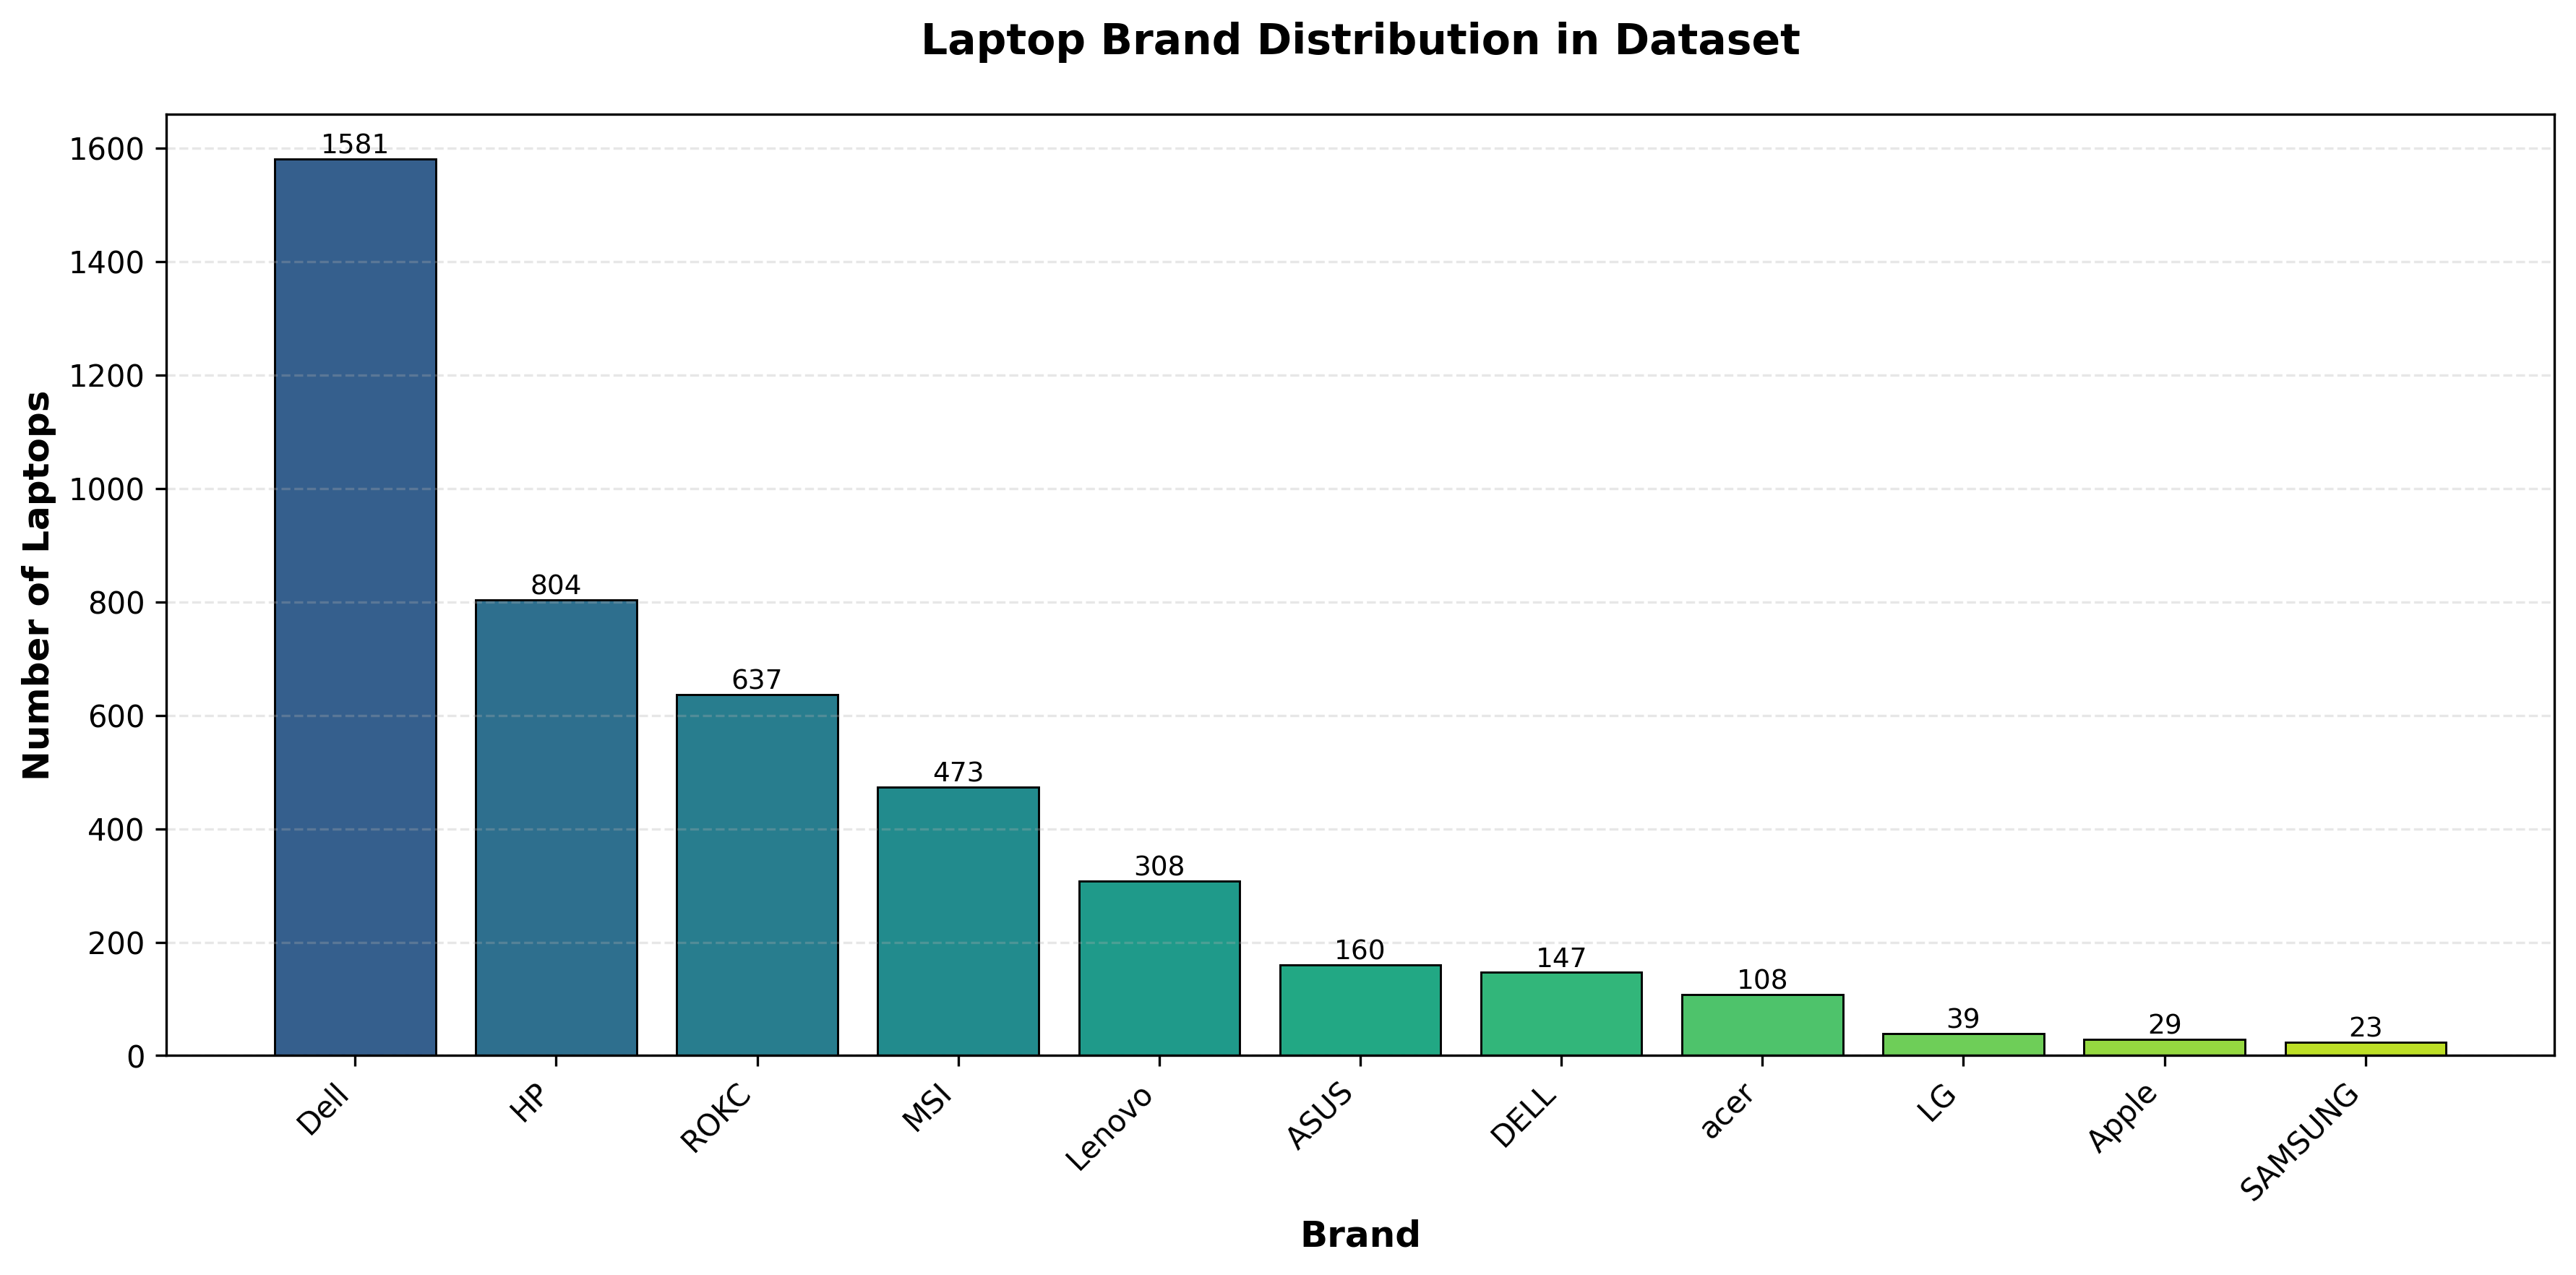 Laptop Brand Distribution in Dataset
Number of Laptops
1600
1400
1200
1000
800
600
400
200
0
1581
804
637
473
308
160
147
108
39
29
23
Dell
HP
ROKC
MSI
Lenovo
ASUS
DELL
acer
LG
Apple
SAMSUNG
Brand